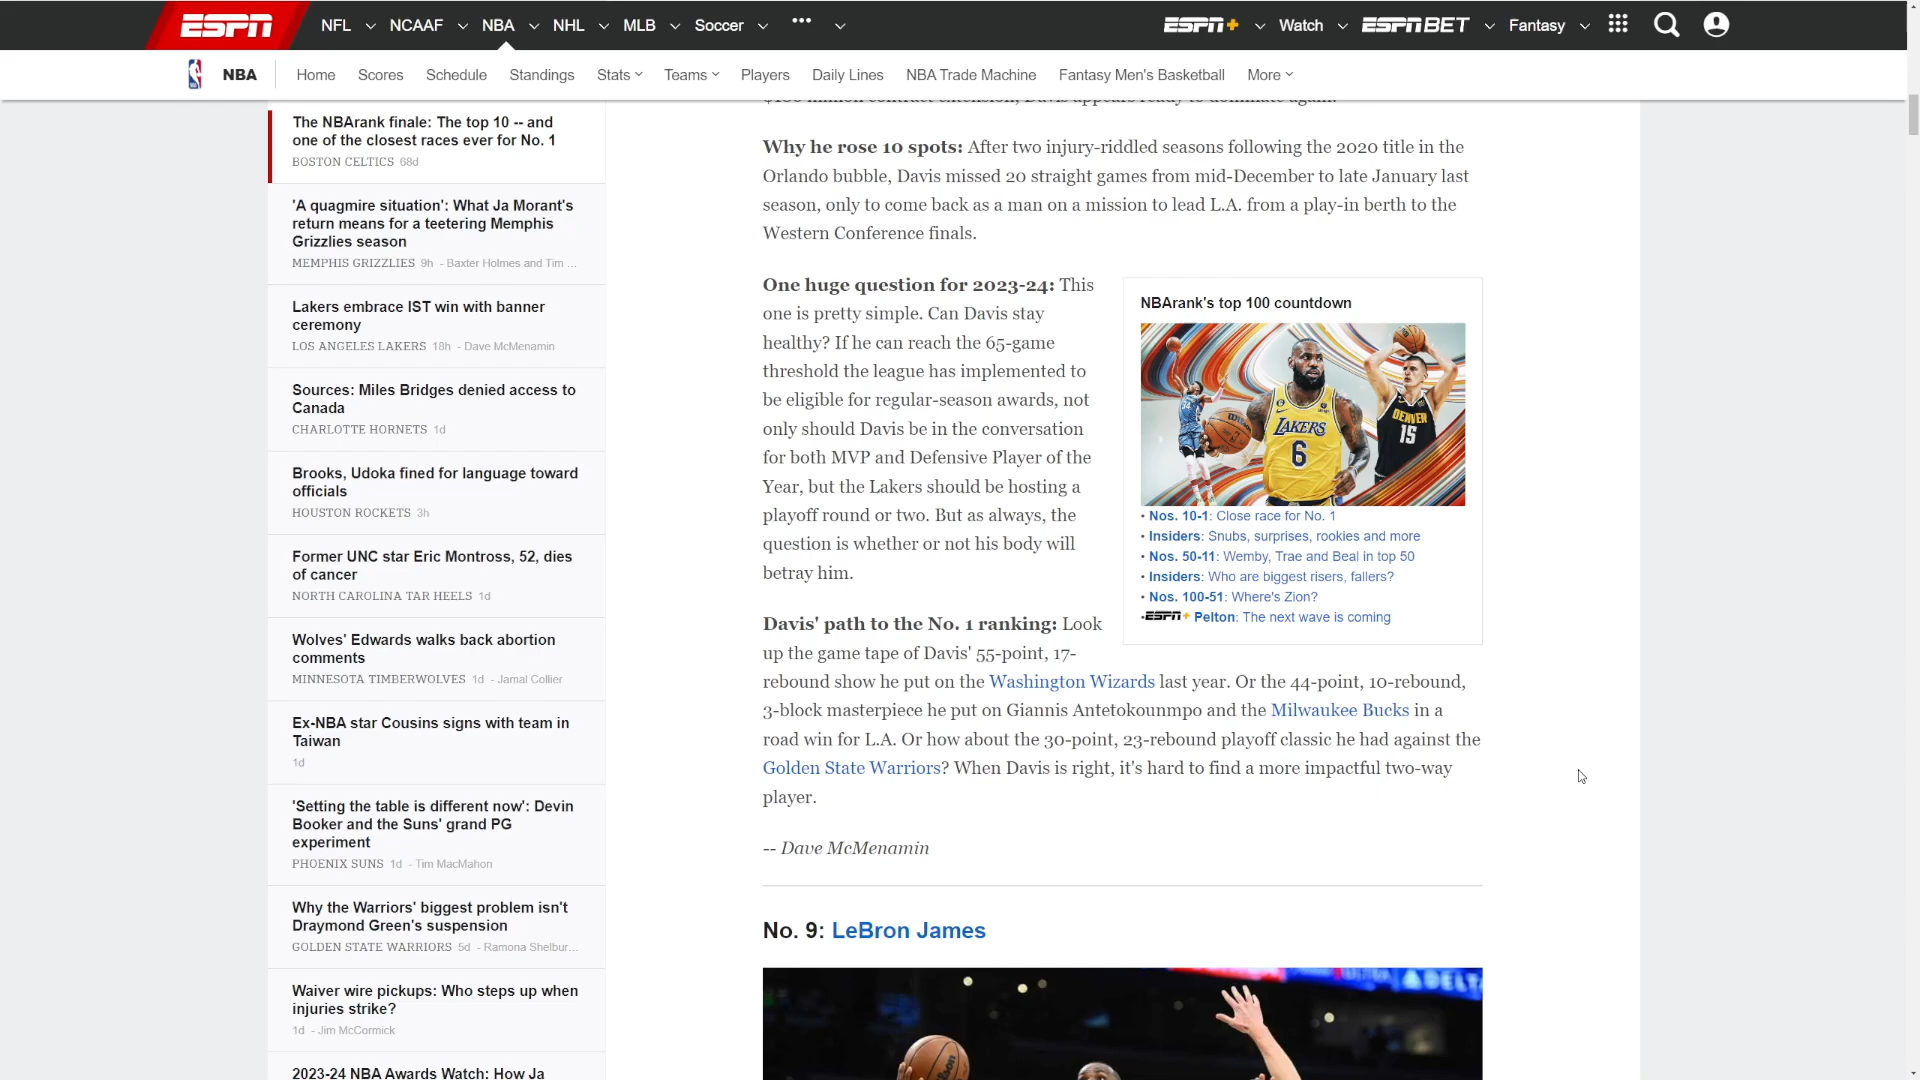 ESPN
NFL
NCAAF
NBA
NHL
MLB
Soccer
ESPN+
Watch
ESPN BET
Fantasy
NBA
Home
Scores
Schedule
Standings
Stats
Teams
Players
Daily Lines
NBA Trade Machine
Fantasy Men's Basketball
More
The NBArank finale: The top 10 -- and
one of the closest races ever for No. 1
BOSTON CELTICS 68d
'A quagmire situation': What Ja Morant's
return means for a teetering Memphis
Grizzlies season
MEMPHIS GRIZZLIES 9h - Baxter Holmes and Tim ...
Lakers embrace IST win with banner
ceremony
LOS ANGELES LAKERS 18h - Dave McMenamin
Sources: Miles Bridges denied access to
Canada
CHARLOTTE HORNETS 1d
Brooks, Udoka fined for language toward
officials
HOUSTON ROCKETS 3h
Former UNC star Eric Montross, 52, dies
of cancer
NORTH CAROLINA TAR HEELS 1d
Wolves' Edwards walks back abortion
comments
MINNESOTA TIMBERWOLVES 1d - Jamal Collier
Ex-NBA star Cousins signs with team in
Taiwan
1d
'Setting the table is different now': Devin
Booker and the Suns' grand PG
experiment
PHOENIX SUNS 1d - Tim MacMahon
Why the Warriors' biggest problem isn't
Draymond Green's suspension
GOLDEN STATE WARRIORS 5d - Ramona Shelbur...
Waiver wire pickups: Who steps up when
injuries strike?
1d - Jim McCormick
2023-24 NBA Awards Watch: How Ja
Why he rose 10 spots: After two injury-riddled seasons following the 2020 title in the
Orlando bubble, Davis missed 20 straight games from mid-December to late January last
season, only to come back as a man on a mission to lead L.A. from a play-in berth to the
Western Conference finals.
One huge question for 2023-24: This
one is pretty simple. Can Davis stay
healthy? If he can reach the 65-game
threshold the league has implemented to
be eligible for regular-season awards, not
only should Davis be in the conversation
for both MVP and Defensive Player of the
Year, but the Lakers should be hosting a
playoff round or two. But as always, the
question is whether or not his body will
betray him.
NBArank's top 100 countdown
LAKERS
6
DENVER
15
34
• Nos. 10-1: Close race for No. 1
• Insiders: Snubs, surprises, rookies and more
• Nos. 50-11: Wemby, Trae and Beal in top 50
• Insiders: Who are biggest risers, fallers?
• Nos. 100-51: Where's Zion?
•ESPN+ Pelton: The next wave is coming
Davis' path to the No. 1 ranking: Look
up the game tape of Davis' 55-point, 17-
rebound show he put on the Washington Wizards last year. Or the 44-point, 10-rebound,
3-block masterpiece he put on Giannis Antetokounmpo and the Milwaukee Bucks in a
road win for L.A. Or how about the 30-point, 23-rebound playoff classic he had against the
Golden State Warriors? When Davis is right, it's hard to find a more impactful two-way
player.
-- Dave McMenamin
No. 9: LeBron James
DELTA